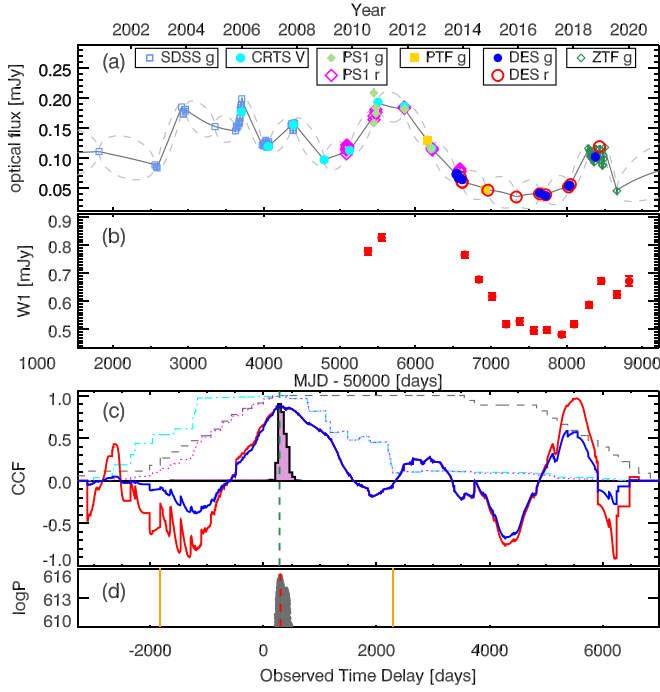 Year
2002 2004 2006 2008 2010 2012 2014 2016 2018 2020
(a)
SDSS g CRTS V PS1 g PTF g DES g ZTF g
PS1 r DES r
optical flux [mJy]
0.25
0.20
0.15
0.10
0.05
(b)
W1 [mJy]
0.9
0.8
0.7
0.6
0.5
1000 2000 3000 4000 5000 6000 7000 8000 9000
MJD - 50000 [days]
(c)
CCF
1.0
0.5
0.0
-0.5
-1.0
(d)
logP
616
613
610
-2000 0 2000 4000 6000
Observed Time Delay [days]